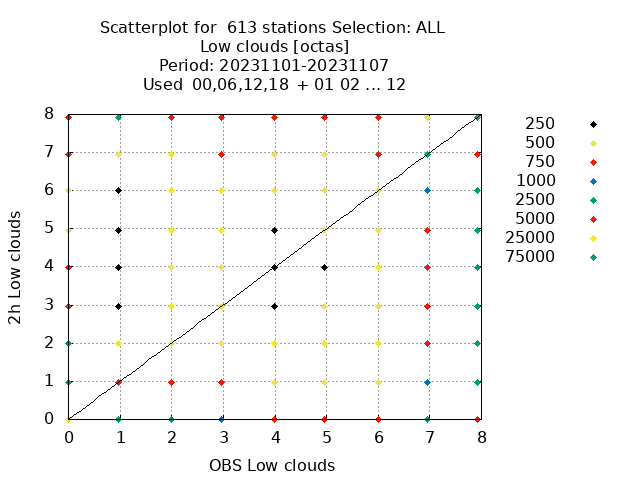 Scatterplot for  613 stations Selection: ALL
Low clouds [octas]
Period: 20231101-20231107
Used  00,06,12,18  + 01 02 ... 12
8
7
6
5
4
3
2
1
0
2h Low clouds
0 1 2 3 4 5 6 7 8
OBS Low clouds
250
500
750
1000
2500
5000
25000
75000